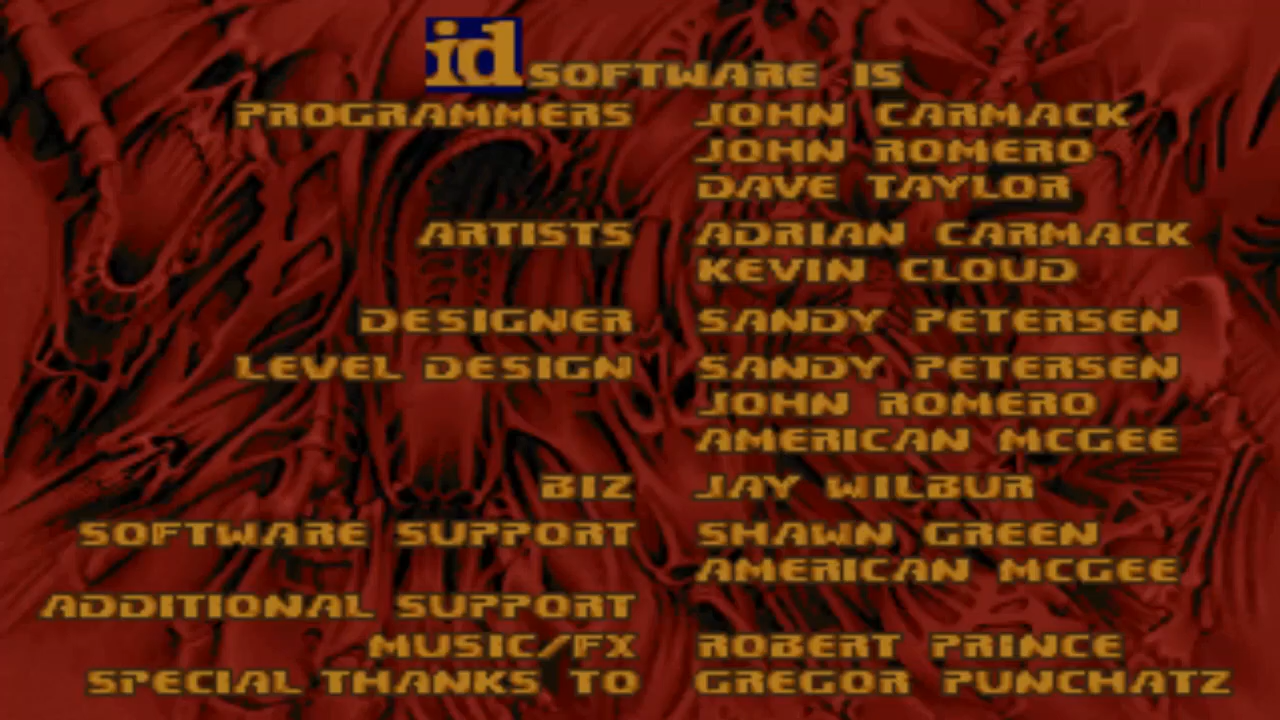 id SOFTWARE IS
PROGRAMMERS JOHN CARMACK
JOHN ROMERO
DAVE TAYLOR
ARTISTS ADRIAN CARMACK
KEVIN CLOUD
DESIGNER SANDY PETERSEN
LEVEL DESIGN SANDY PETERSEN
JOHN ROMERO
AMERICAN MCGEE
BIZ JAY WILBUR
SOFTWARE SUPPORT SHAWN GREEN
AMERICAN MCGEE
ADDITIONAL SUPPORT
MUSIC/FX ROBERT PRINCE
SPECIAL THANKS TO GREGOR PUNCHATZ